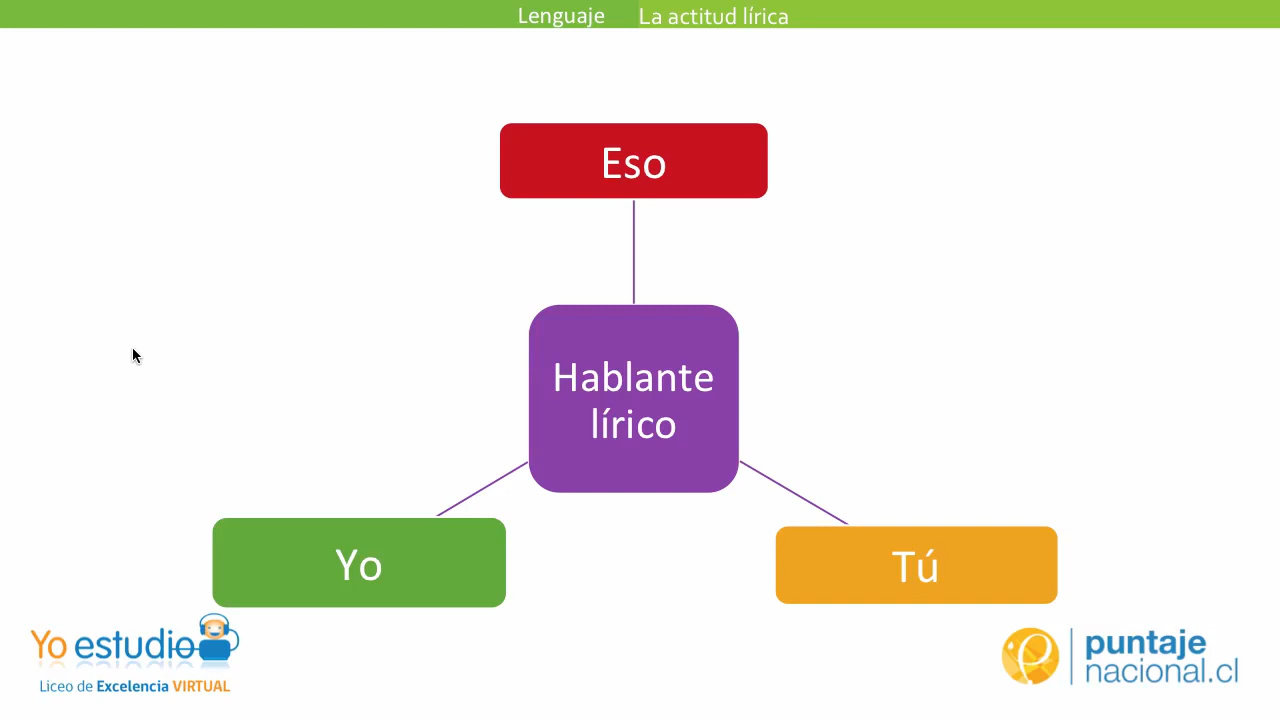 Lenguaje
La actitud lírica
Eso
Hablante
lírico
Yo
Tú
Yo estudio
Liceo de Excelencia VIRTUAL
puntaje
nacional.cl